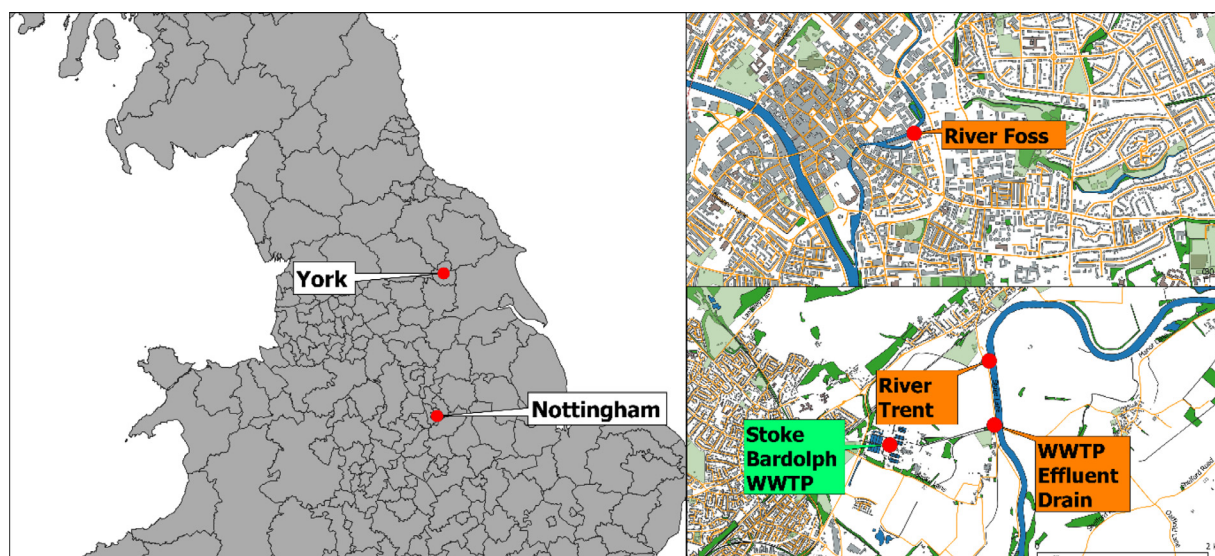 York
Nottingham
River Foss
River
Trent
Stoke
Bardolph
WWTP
WWTP
Effluent
Drain